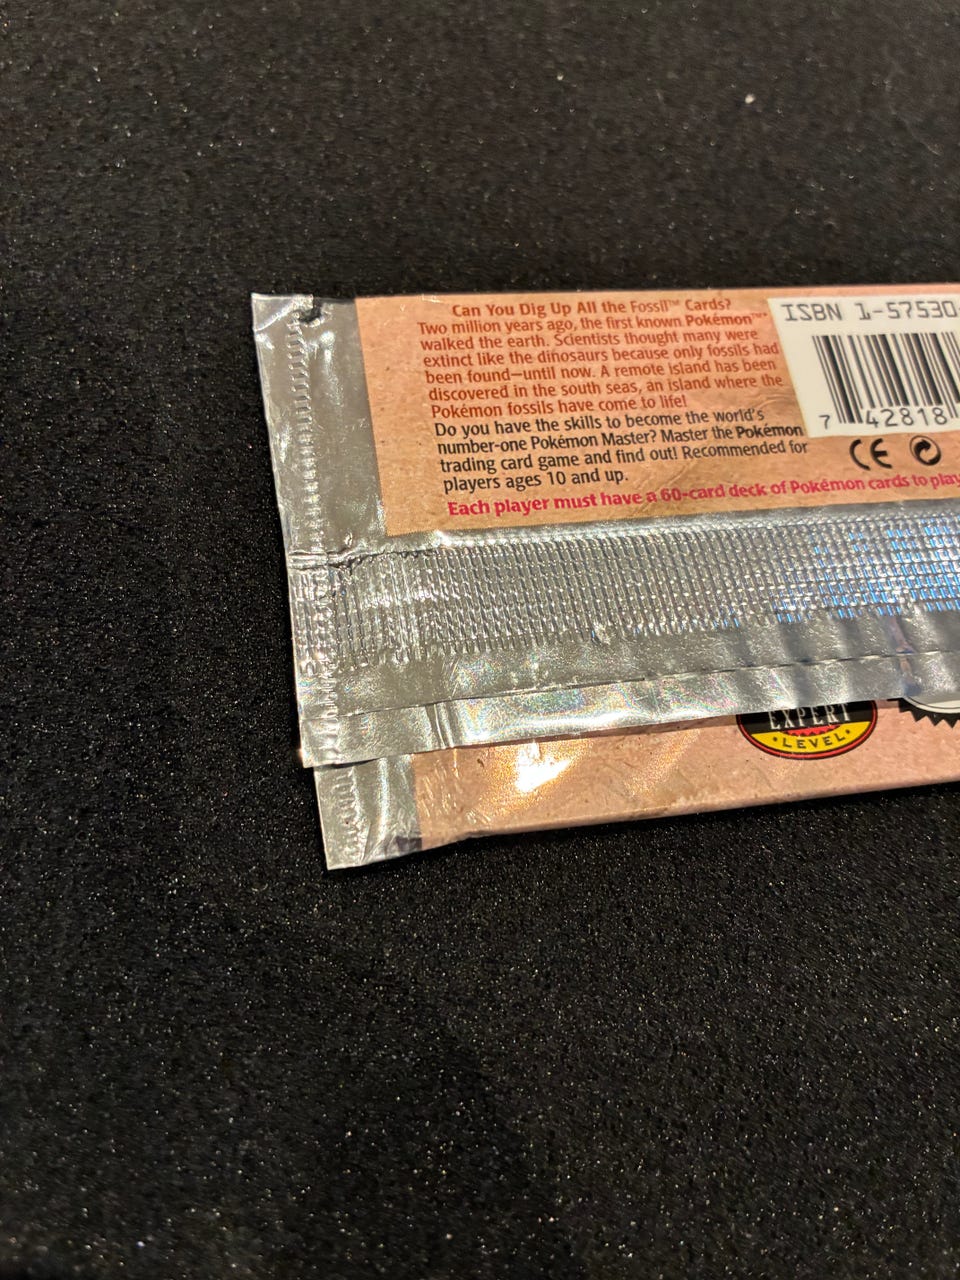 Can You Dig Up All the Fossil™ Cards?
Two million years ago, the first known Pokémon™
walked the earth. Scientists thought many were
extinct like the dinosaurs because only fossils had
been found—until now. A remote island has been
discovered in the south seas, an island where the
Pokémon fossils have come to life!
Do you have the skills to become the world's
number-one Pokémon Master? Master the Pokémon
trading card game and find out! Recommended for
players ages 10 and up.
Each player must have a 60-card deck of Pokémon cards to play
ISBN 1-57530-
7 42818
CE
EXPERT
•LEVEL•